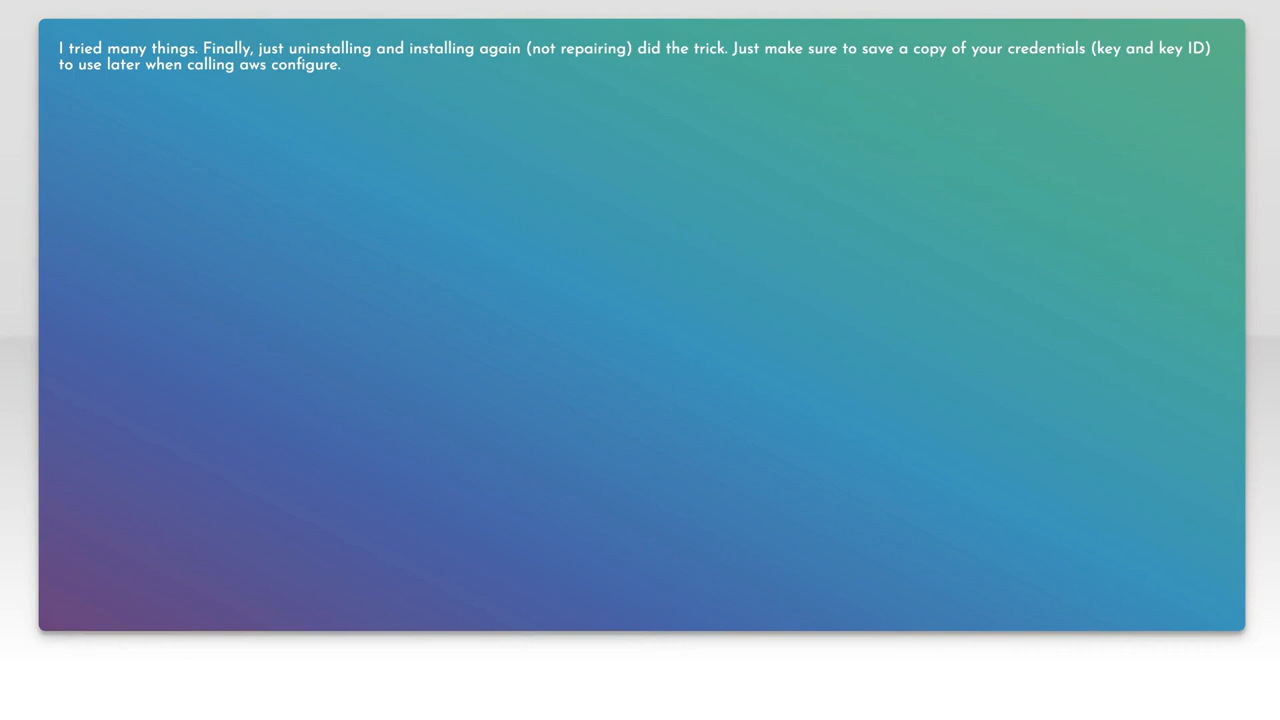 I tried many things. Finally, just uninstalling and installing again (not repairing) did the trick. Just make sure to save a copy of your credentials (key and key ID)
to use later when calling aws configure.